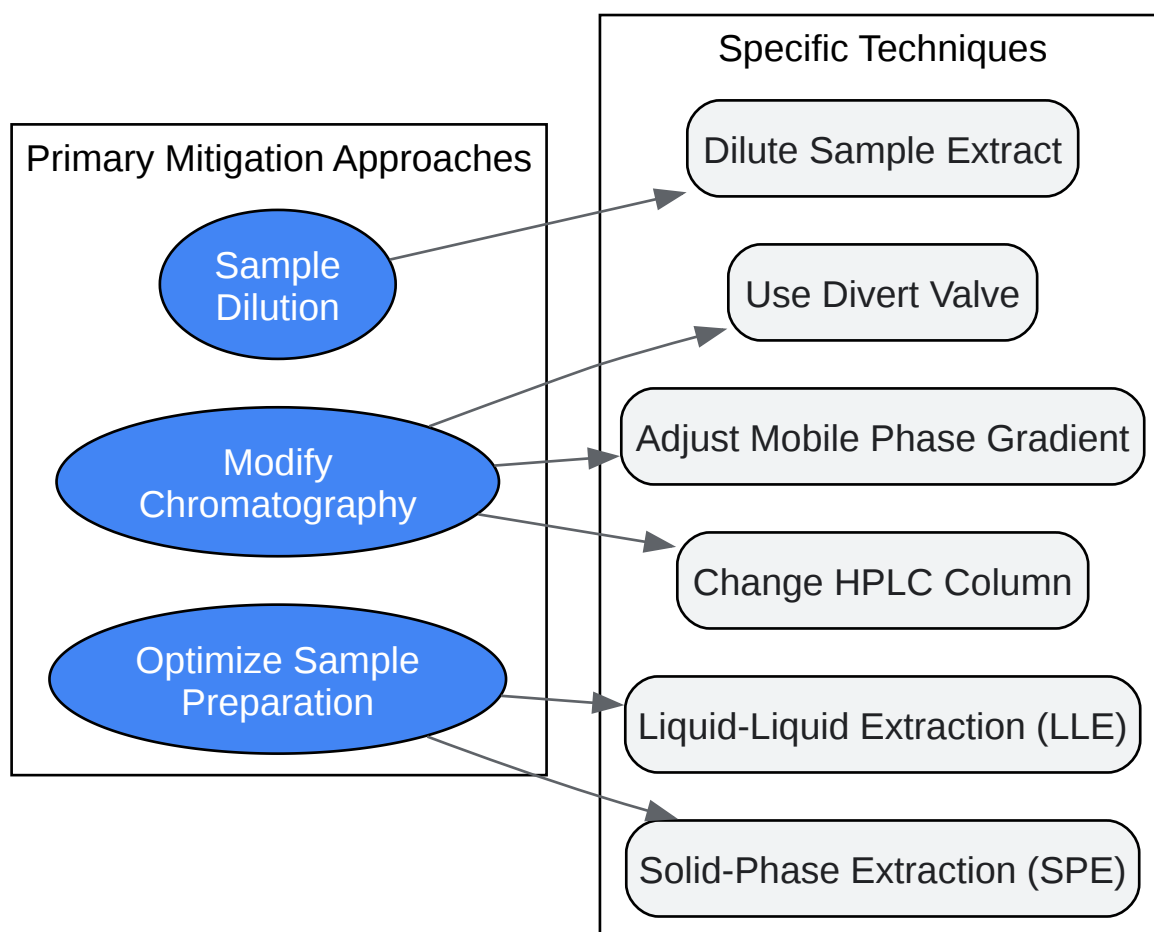 Specific Techniques
Primary Mitigation Approaches
Dilute Sample Extract
Sample
Dilution
Use Divert Valve
Modify
Chromatography
Adjust Mobile Phase Gradient
Change HPLC Column
Optimize Sample
Preparation
Liquid-Liquid Extraction (LLE)
Solid-Phase Extraction (SPE)